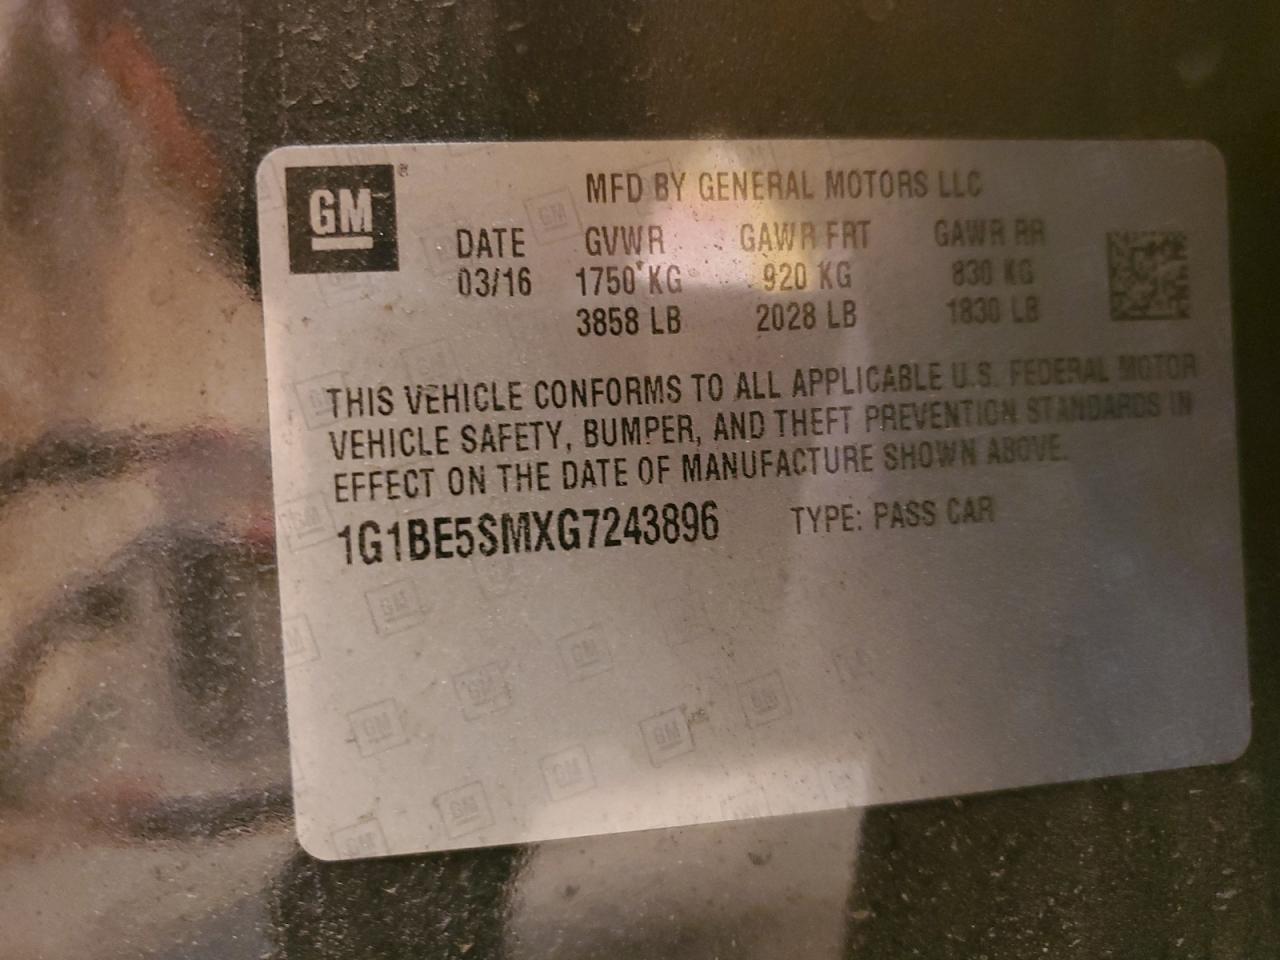 GM®
MFD BY GENERAL MOTORS LLC
DATE GVWR GAWR FRT GAWR RR
03/16 1750 KG 920 KG 830 KG
3858 LB 2028 LB 1830 LB
THIS VEHICLE CONFORMS TO ALL APPLICABLE U.S. FEDERAL MOTOR
VEHICLE SAFETY, BUMPER, AND THEFT PREVENTION STANDARDS IN
EFFECT ON THE DATE OF MANUFACTURE SHOWN ABOVE.
1G1BE5SMXG7243896 TYPE: PASS CAR